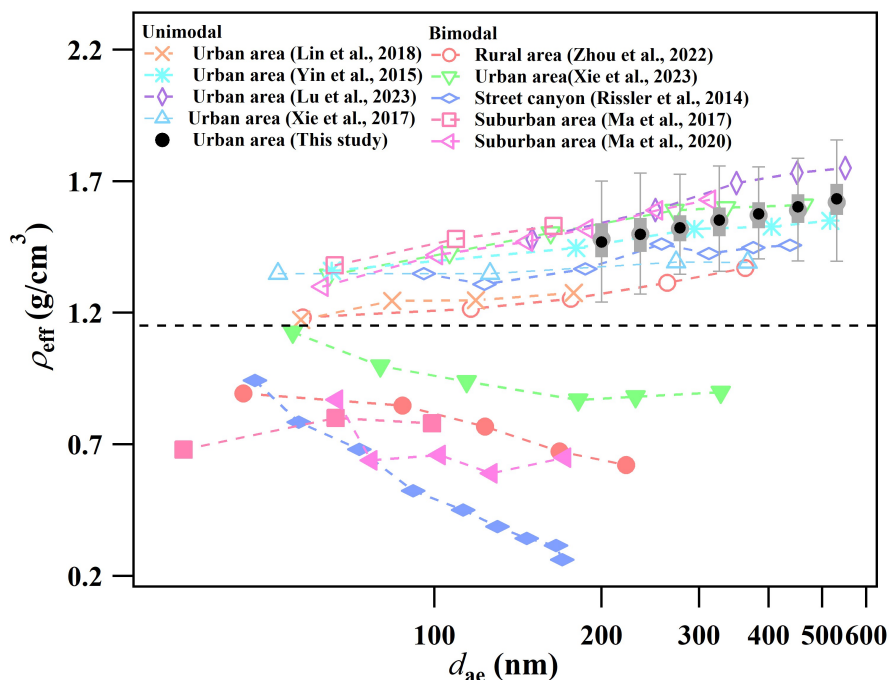 Unimodal
Urban area (Lin et al., 2018)
Urban area (Yin et al., 2015)
Urban area (Lu et al., 2023)
Urban area (Xie et al., 2017)
Urban area (This study)
Bimodal
Rural area (Zhou et al., 2022)
Urban area(Xie et al., 2023)
Street canyon (Rissler et al., 2014)
Suburban area (Ma et al., 2017)
Suburban area (Ma et al., 2020)
2.2
1.7
1.2
0.7
0.2
ρeff (g/cm³)
100 200 300 400 500 600
dae (nm)